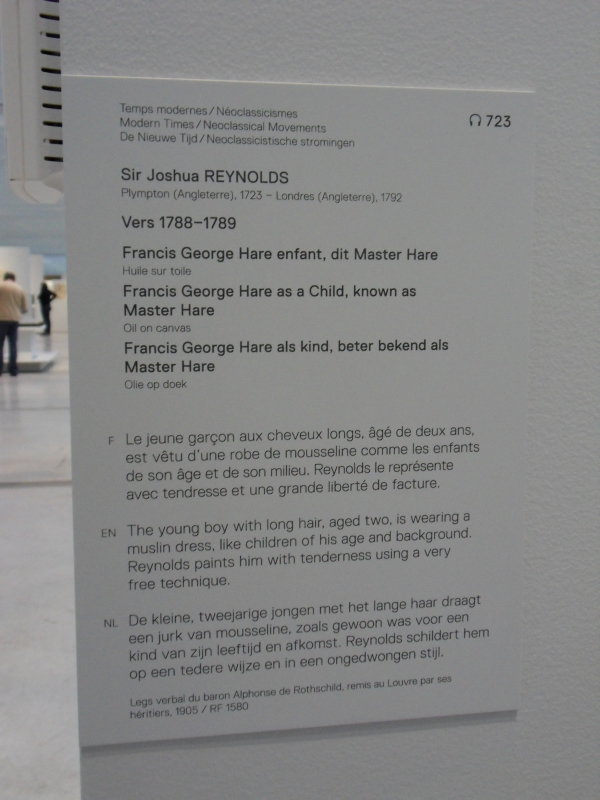 Temps modernes / Néoclassicismes
Modern Times / Neoclassical Movements
De Nieuwe Tijd / Neoclassicistische stromingen
723
Sir Joshua REYNOLDS
Plympton (Angleterre), 1723 – Londres (Angleterre), 1792
Vers 1788–1789
Francis George Hare enfant, dit Master Hare
Huile sur toile
Francis George Hare as a Child, known as
Master Hare
Oil on canvas
Francis George Hare als kind, beter bekend als
Master Hare
Olie op doek
F Le jeune garçon aux cheveux longs, âgé de deux ans,
est vêtu d'une robe de mousseline comme les enfants
de son âge et de son milieu. Reynolds le représente
avec tendresse et une grande liberté de facture.
EN The young boy with long hair, aged two, is wearing a
muslin dress, like children of his age and background.
Reynolds paints him with tenderness using a very
free technique.
NL De kleine, tweejarige jongen met het lange haar draagt
een jurk van mousseline, zoals gewoon was voor een
kind van zijn leeftijd en afkomst. Reynolds schildert hem
op een tedere wijze en in een ongedwongen stijl.
Legs verbal du baron Alphonse de Rothschild, remis au Louvre par ses
héritiers, 1905 / RF 1580